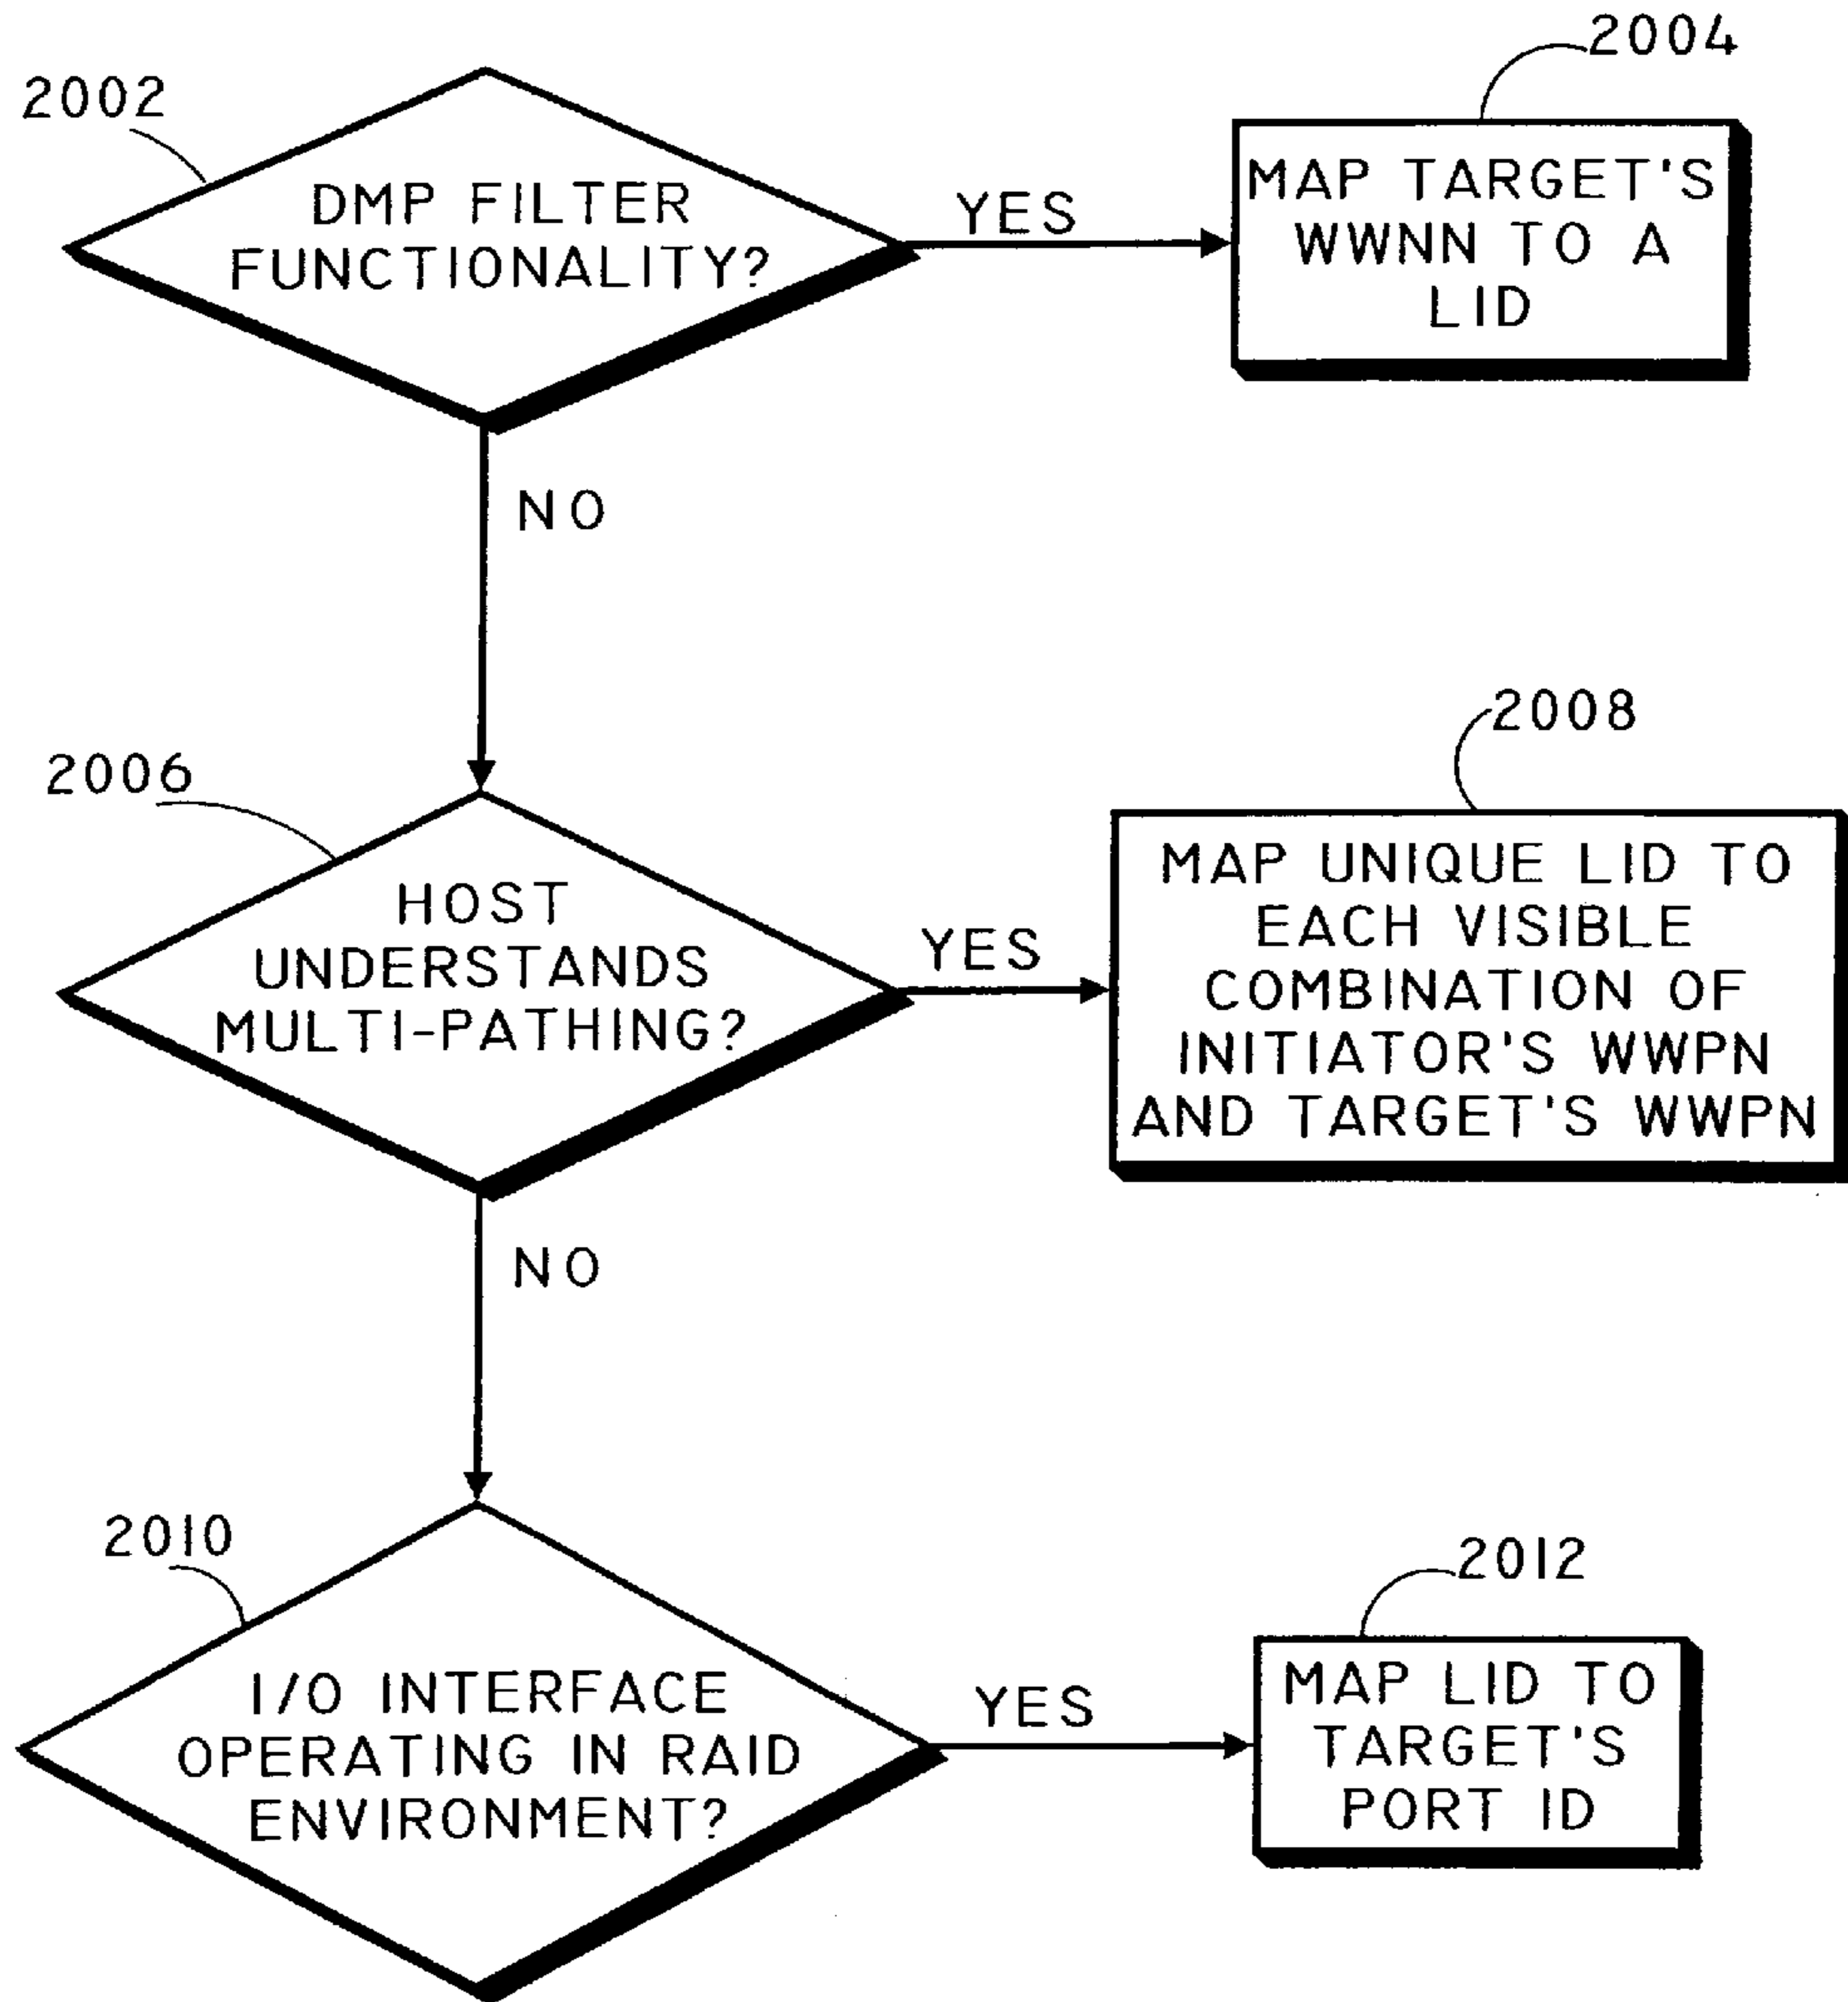 2002
2004
DMP FILTER
FUNCTIONALITY?
YES
MAP TARGET'S
WWNN TO A
LID
NO
2006
2008
HOST
UNDERSTANDS
MULTI-PATHING?
YES
MAP UNIQUE LID TO
EACH VISIBLE
COMBINATION OF
INITIATOR'S WWPN
AND TARGET'S WWPN
NO
2010
2012
I/O INTERFACE
OPERATING IN RAID
ENVIRONMENT?
YES
MAP LID TO
TARGET'S
PORT ID